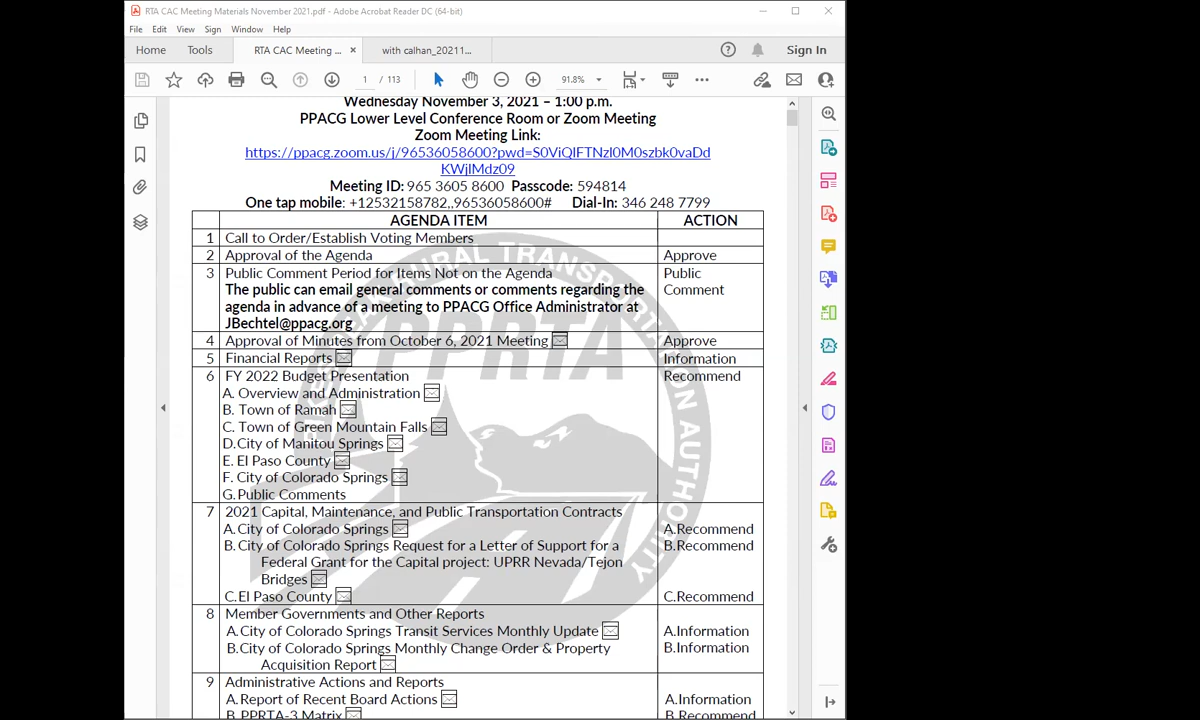 RTA CAC Meeting Materials November 2021.pdf - Adobe Acrobat Reader DC (64-bit)
File Edit View Sign Window Help
Home Tools RTA CAC Meeting ... × with calhan_20211... Sign In
1 / 113 91.8%
Wednesday November 3, 2021 – 1:00 p.m.
PPACG Lower Level Conference Room or Zoom Meeting
Zoom Meeting Link:
https://ppacg.zoom.us/j/96536058600?pwd=S0ViQlFTNzl0M0szbk0vaDd
KWjlMdz09
Meeting ID: 965 3605 8600 Passcode: 594814
One tap mobile: +12532158782,,96536058600# Dial-In: 346 248 7799
AGENDA ITEM ACTION
1 Call to Order/Establish Voting Members
2 Approval of the Agenda Approve
3 Public Comment Period for Items Not on the Agenda Public
The public can email general comments or comments regarding the Comment
agenda in advance of a meeting to PPACG Office Administrator at
JBechtel@ppacg.org
4 Approval of Minutes from October 6, 2021 Meeting Approve
5 Financial Reports Information
6 FY 2022 Budget Presentation Recommend
A. Overview and Administration
B. Town of Ramah
C. Town of Green Mountain Falls
D.City of Manitou Springs
E. El Paso County
F. City of Colorado Springs
G.Public Comments
7 2021 Capital, Maintenance, and Public Transportation Contracts
A.City of Colorado Springs A.Recommend
B.City of Colorado Springs Request for a Letter of Support for a B.Recommend
Federal Grant for the Capital project: UPRR Nevada/Tejon
Bridges
C.El Paso County C.Recommend
8 Member Governments and Other Reports
A.City of Colorado Springs Transit Services Monthly Update A.Information
B.City of Colorado Springs Monthly Change Order & Property B.Information
Acquisition Report
9 Administrative Actions and Reports
A.Report of Recent Board Actions A.Information
B. PPRTA-3 Matrix B.Recommend
PPRTA
RURAL TRANSPORTATION AUTHORITY